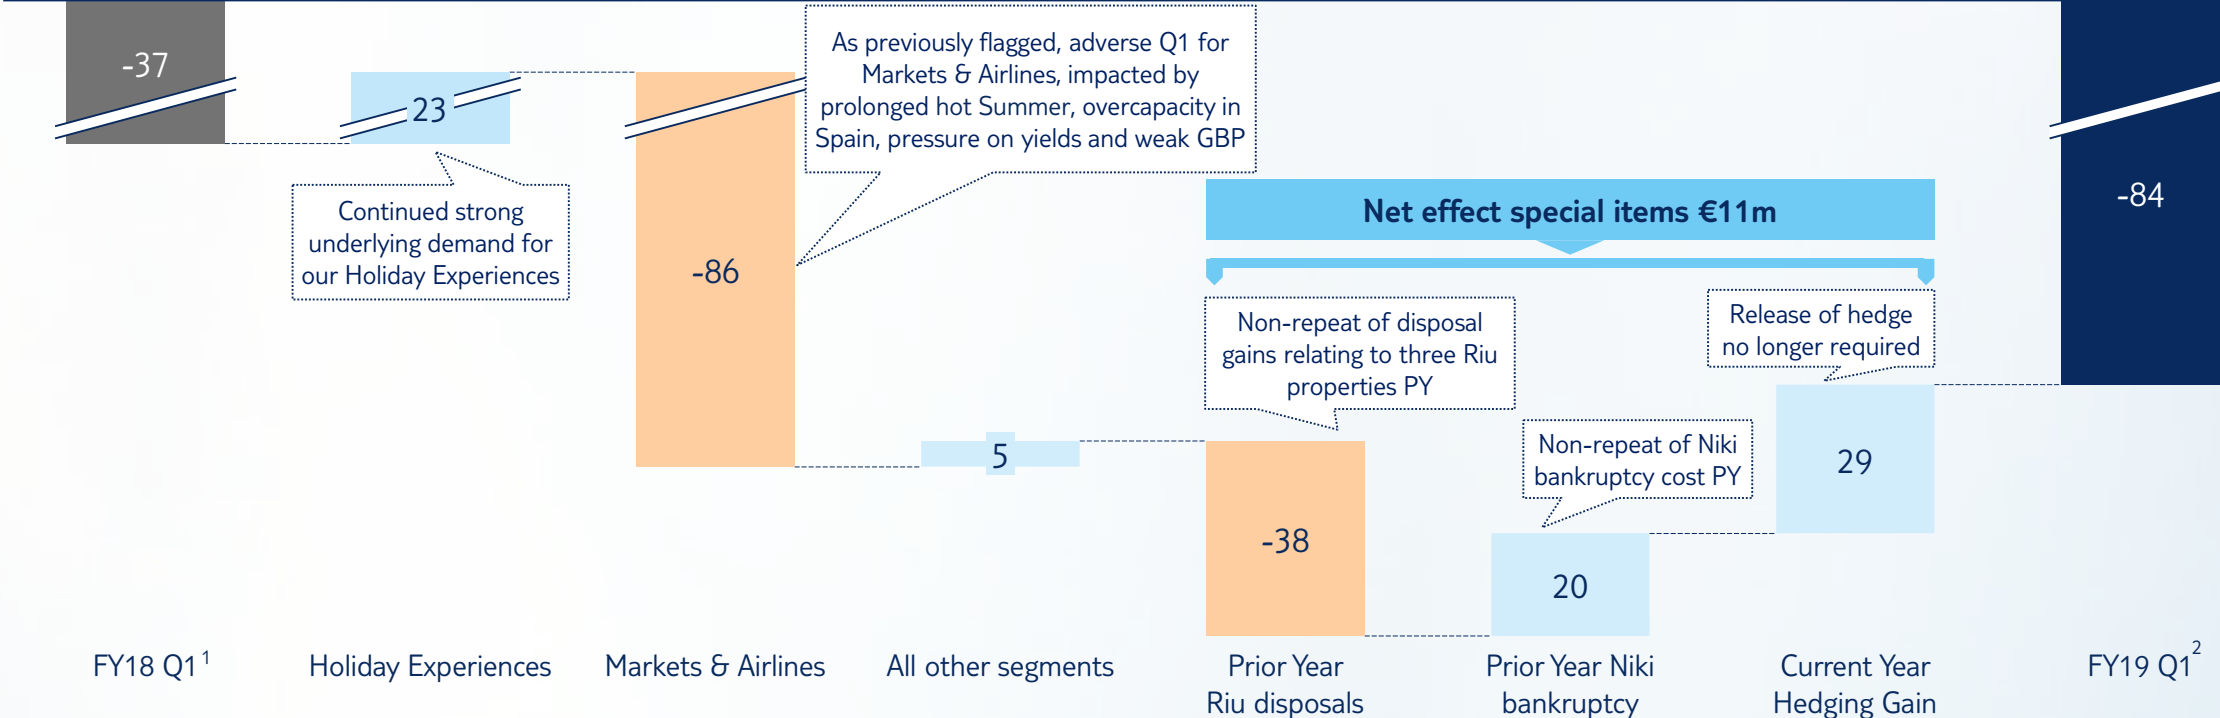 -37
23
Continued strong
underlying demand for
our Holiday Experiences
-86
As previously flagged, adverse Q1 for
Markets & Airlines, impacted by
prolonged hot Summer, overcapacity in
Spain, pressure on yields and weak GBP
5
Net effect special items €11m
Non-repeat of disposal
gains relating to three Riu
properties PY
-38
Non-repeat of Niki
bankruptcy cost PY
20
Release of hedge
no longer required
29
-84
FY18 Q1 1
Holiday Experiences
Markets & Airlines
All other segments
Prior Year
Riu disposals
Prior Year Niki
bankruptcy
Current Year
Hedging Gain
FY19 Q1 2